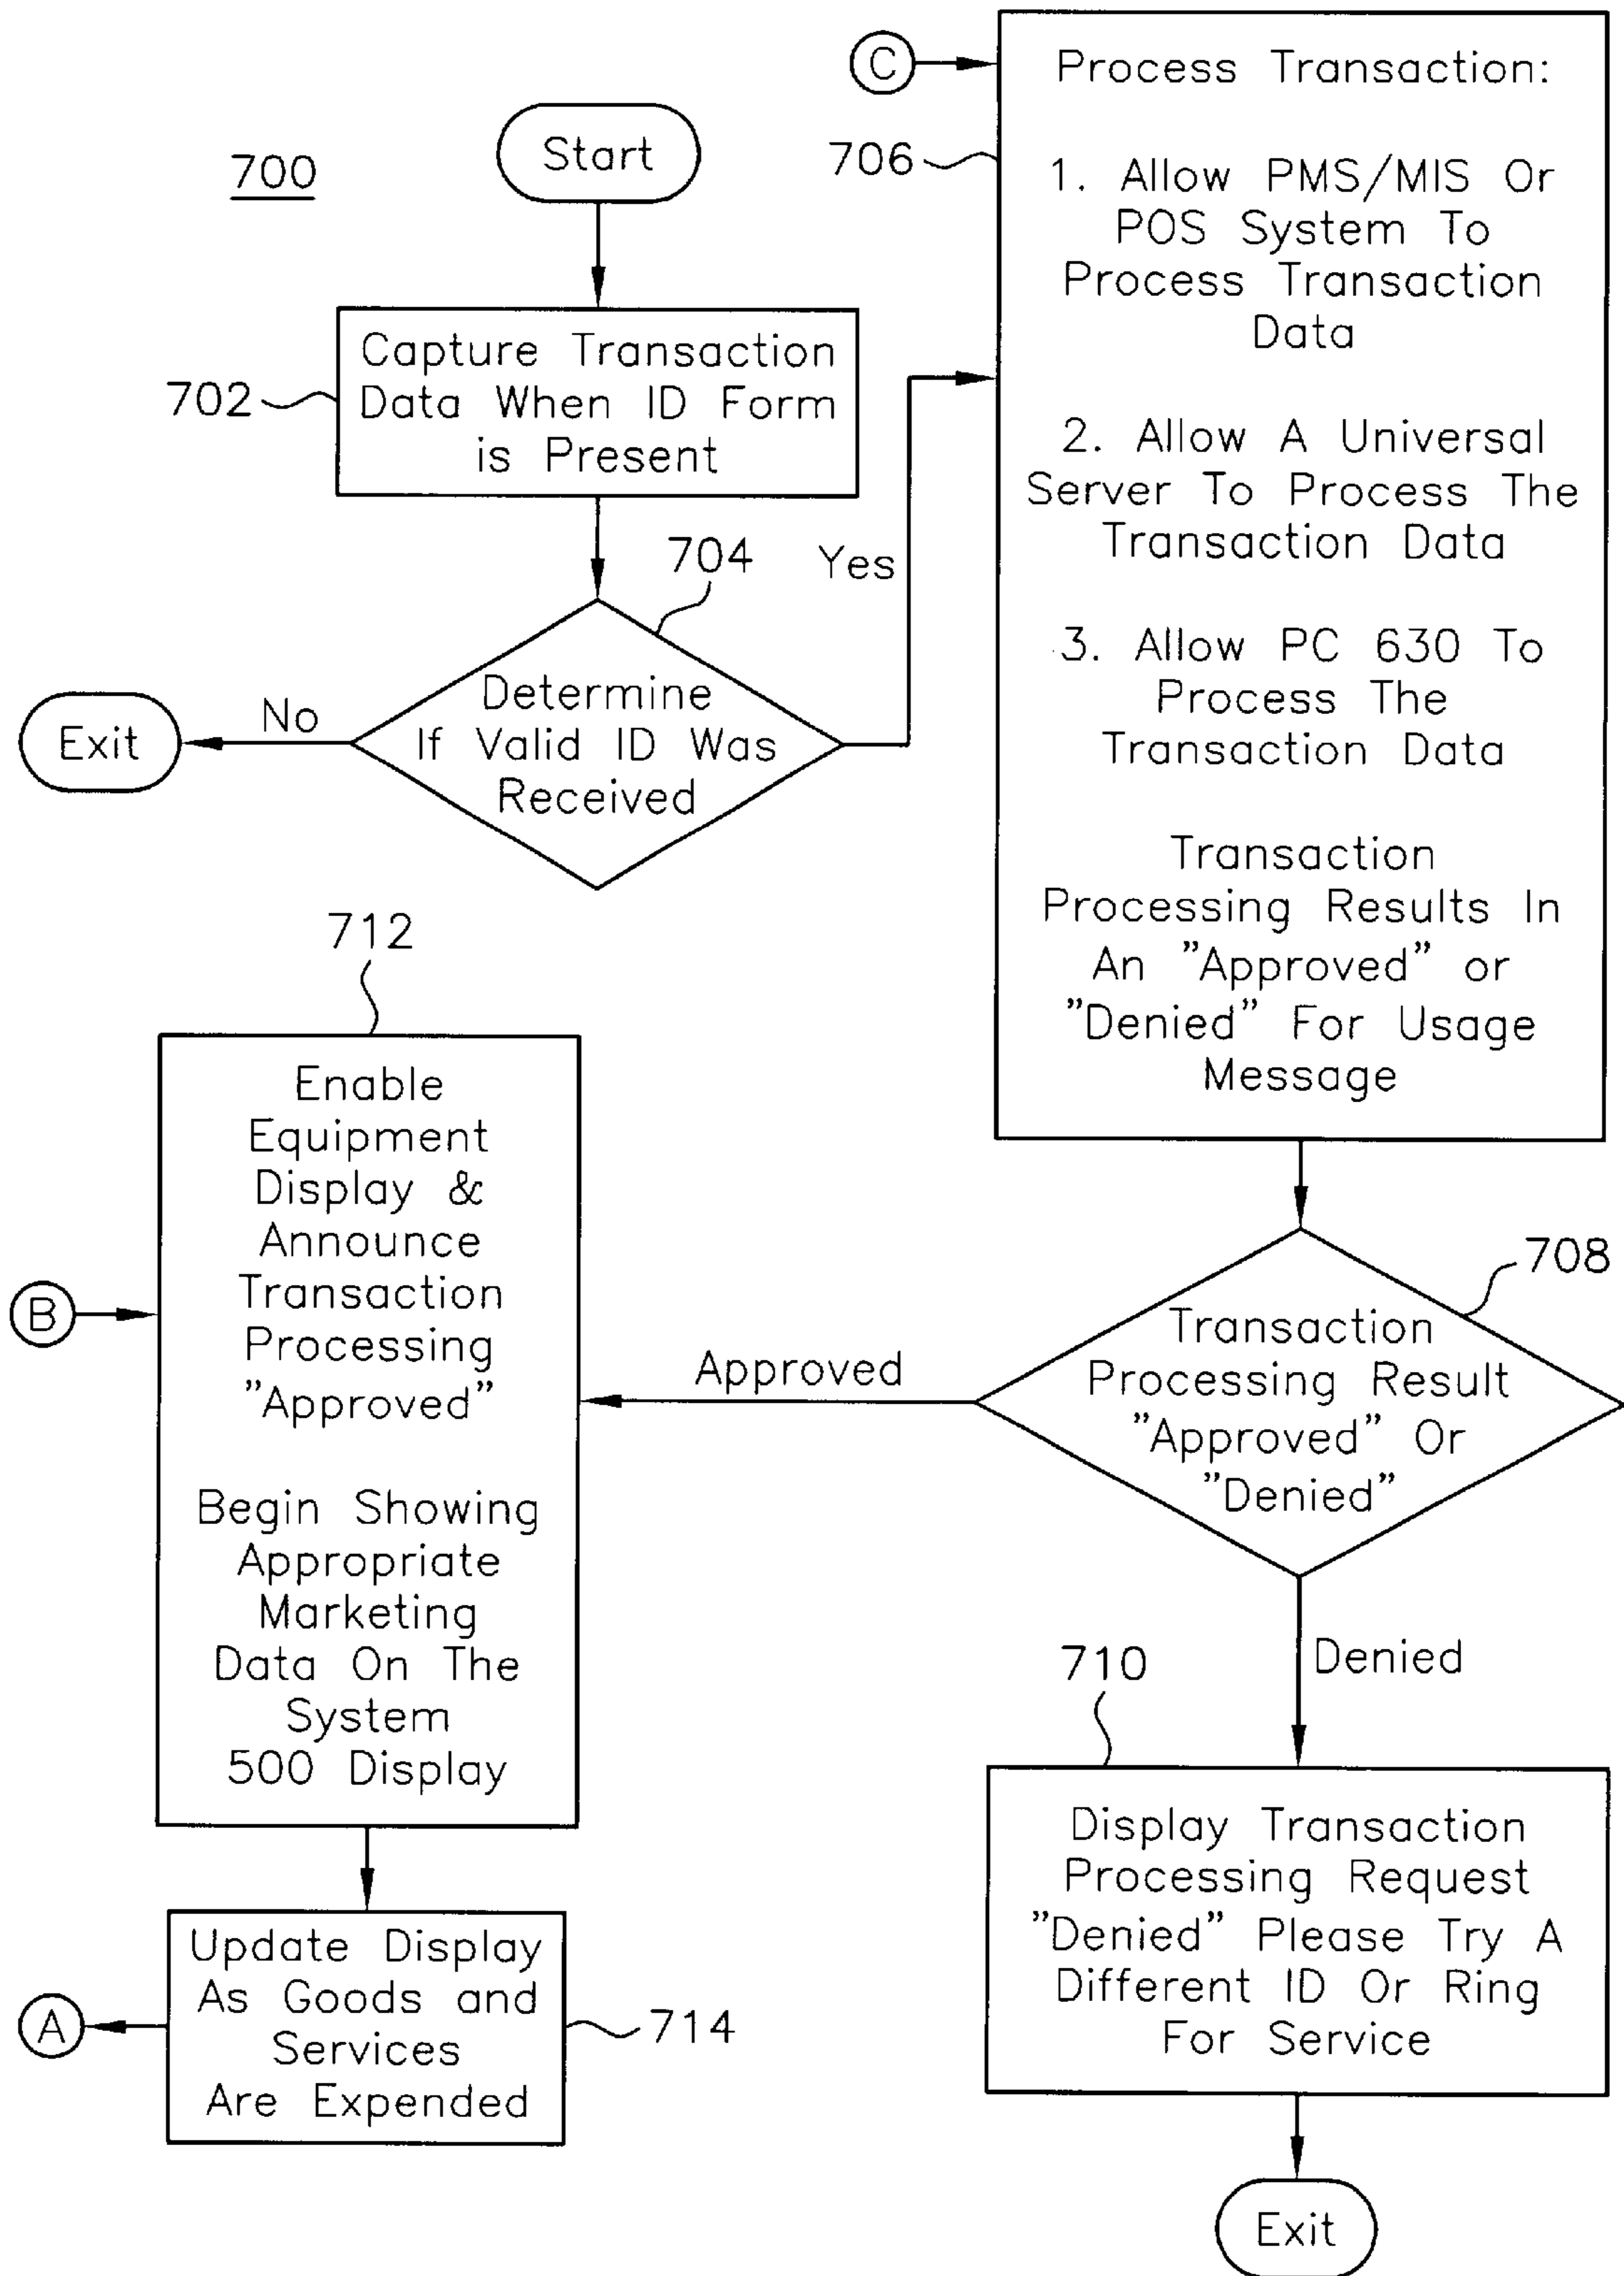 700
Start
Capture Transaction
Data When ID Form
is Present
702
704
Determine
If Valid ID Was
Received
No
Exit
Yes
C
706
Process Transaction:
1. Allow PMS/MIS Or
POS System To
Process Transaction
Data
2. Allow A Universal
Server To Process The
Transaction Data
3. Allow PC 630 To
Process The
Transaction Data
Transaction
Processing Results In
An "Approved" or
"Denied" For Usage
Message
708
Transaction
Processing Result
"Approved" Or
"Denied"
Approved
Denied
710
Display Transaction
Processing Request
"Denied" Please Try A
Different ID Or Ring
For Service
Exit
712
B
Enable
Equipment
Display &
Announce
Transaction
Processing
"Approved"
Begin Showing
Appropriate
Marketing
Data On The
System
500 Display
Update Display
As Goods and
Services
Are Expended
714
A